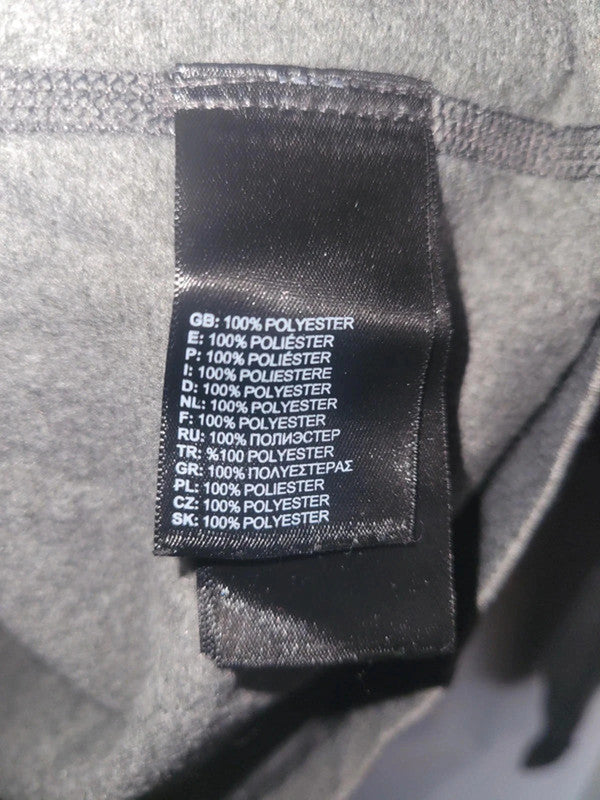 GB: 100% POLYESTER
E: 100% POLIÉSTER
P: 100% POLIÉSTER
I: 100% POLIESTERE
D: 100% POLYESTER
NL: 100% POLYESTER
F: 100% POLYESTER
RU: 100% ПОЛИЭСТЕР
TR: %100 POLYESTER
GR: 100% ΠΟΛΥΕΣΤΕΡΑΣ
PL: 100% POLIESTER
CZ: 100% POLYESTER
SK: 100% POLYESTER